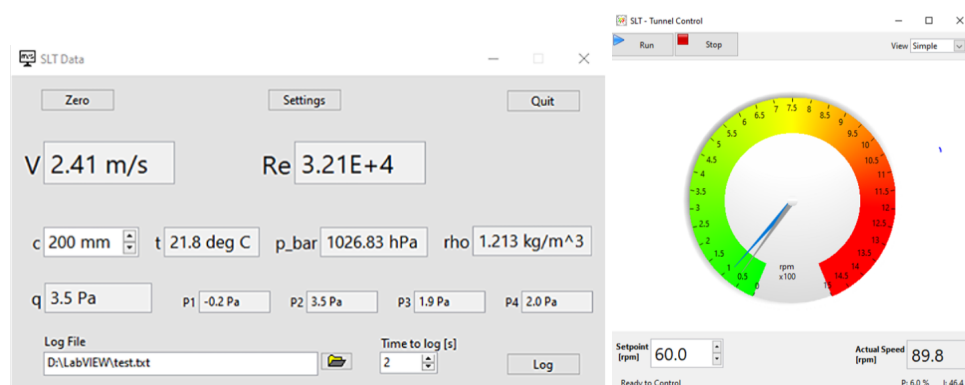 SLT Data
Zero Settings Quit
V 2.41 m/s Re 3.21E+4
c 200 mm t 21.8 deg C p_bar 1026.83 hPa rho 1.213 kg/m^3
q 3.5 Pa P1 -0.2 Pa P2 3.5 Pa P3 1.9 Pa P4 2.0 Pa
Log File Time to log [s]
D:\LabVIEW\test.txt 2 Log
SLT - Tunnel Control
Run Stop View Simple
0
0.5
1
1.5
2
2.5
3
3.5
4
4.5
5
5.5
6
6.5
7
7.5
8
8.5
9
9.5
10
10.5
11
11.5
12
12.5
13
13.5
14
14.5
15
rpm
x100
Setpoint
[rpm] 60.0
Actual Speed
[rpm] 89.8
Ready to Control P: 6.0 % I: 46.4